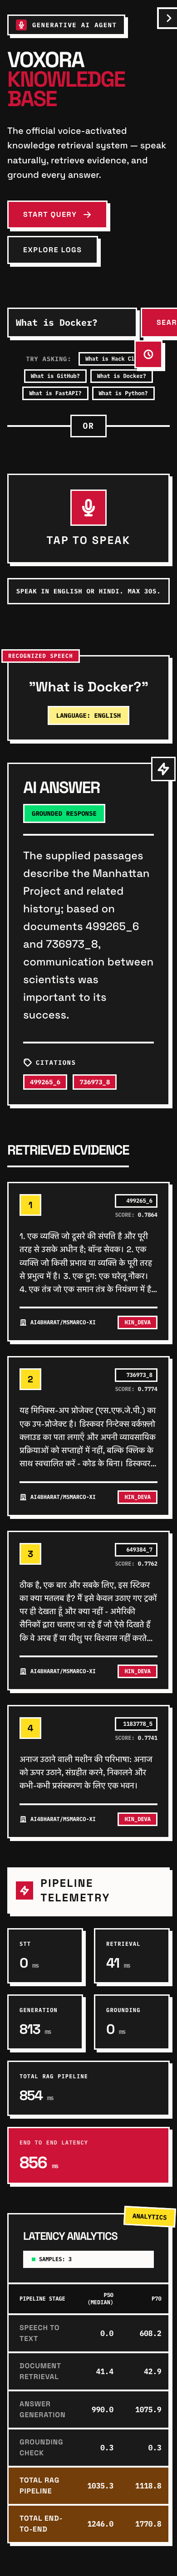 GENERATIVE AI AGENT
VOXORA
KNOWLEDGE
BASE
The official voice-activated
knowledge retrieval system — speak
naturally, retrieve evidence, and
ground every answer.
START QUERY →
EXPLORE LOGS
What is Docker?
SEAR
TRY ASKING:
What is Hack Cl
What is GitHub?
What is Docker?
What is FastAPI?
What is Python?
OR
TAP TO SPEAK
SPEAK IN ENGLISH OR HINDI. MAX 30S.
RECOGNIZED SPEECH
"What is Docker?"
LANGUAGE: ENGLISH
AI ANSWER
GROUNDED RESPONSE
The supplied passages
describe the Manhattan
Project and related
history; based on
documents 499265_6
and 736973_8,
communication between
scientists was
important to its
success.
CITATIONS
499265_6
736973_8
RETRIEVED EVIDENCE
1
499265_6
SCORE: 0.7864
1. एक व्यक्ति जो दूसरे की संपत्ति है और पूरी
तरह से उसके अधीन है; बॉन्ड सेवक। 2. एक
व्यक्ति जो किसी प्रभाव या व्यक्ति के पूरी तरह
से प्रभुत्व में है। 3. एक ड्रग: एक घरेलू नौकर।
4. एक तंत्र जो एक समान तंत्र के नियंत्रण में है...
AI4BHARAT/MSMARCO-XI
HIN_DEVA
2
736973_8
SCORE: 0.7774
यह मिनिक्स-अप प्रोजेक्ट (एस.एफ.जे.पी.) का
एक उप-प्रोजेक्ट है। डिस्कवर निर्देक्स वर्कफ़्लो
क्लाउड का पता लगाएँ और अपनी व्यावसायिक
प्रक्रियाओं को सप्ताहों में नहीं, बल्कि क्लिक के
साथ स्वचालित करें - कोड के बिना। डिस्कवर...
AI4BHARAT/MSMARCO-XI
HIN_DEVA
3
649384_7
SCORE: 0.7762
ठीक है, एक बार और सबके लिए, इस स्टिकर
का क्या मतलब है? में इसे केवल उठाए गए ट्रकों
पर ही देखता हूँ और क्या नहीं - अमेरिकी
सैनिकों द्वारा चलाए जा रहे हैं जो ऐसे दिखते हैं
कि वे अरब हैं या यीशु पर विश्वास नहीं करते...
AI4BHARAT/MSMARCO-XI
HIN_DEVA
4
1183778_5
SCORE: 0.7741
अनाज उठाने वाली मशीन की परिभाषा: अनाज
को ऊपर उठाने, संग्रहीत करने, निकालने और
कभी-कभी प्रसंस्करण के लिए एक भवन।
AI4BHARAT/MSMARCO-XI
HIN_DEVA
PIPELINE
TELEMETRY
STT
0 ms
RETRIEVAL
41 ms
GENERATION
813 ms
GROUNDING
0 ms
TOTAL RAG PIPELINE
854 ms
END TO END LATENCY
856 ms
ANALYTICS
LATENCY ANALYTICS
SAMPLES: 3
PIPELINE STAGE P50 (MEDIAN) P70
SPEECH TO TEXT 0.0 608.2
DOCUMENT RETRIEVAL 41.4 42.9
ANSWER GENERATION 990.0 1075.9
GROUNDING CHECK 0.3 0.3
TOTAL RAG PIPELINE 1035.3 1118.8
TOTAL END-TO-END 1246.0 1770.8